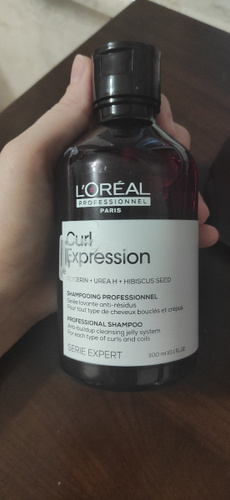 L'ORÉAL
PROFESSIONNEL
PARIS
Curl
Expression
+ UREA H + HIBISCUS SEED
SHAMPOOING PROFESSIONNEL
Gelée lavante anti-résidus
Pour tout type de cheveux bouclés et crépus
PROFESSIONAL SHAMPOO
Anti-buildup cleansing jelly system
For each type of curls and coils
SERIE EXPERT
300 ml